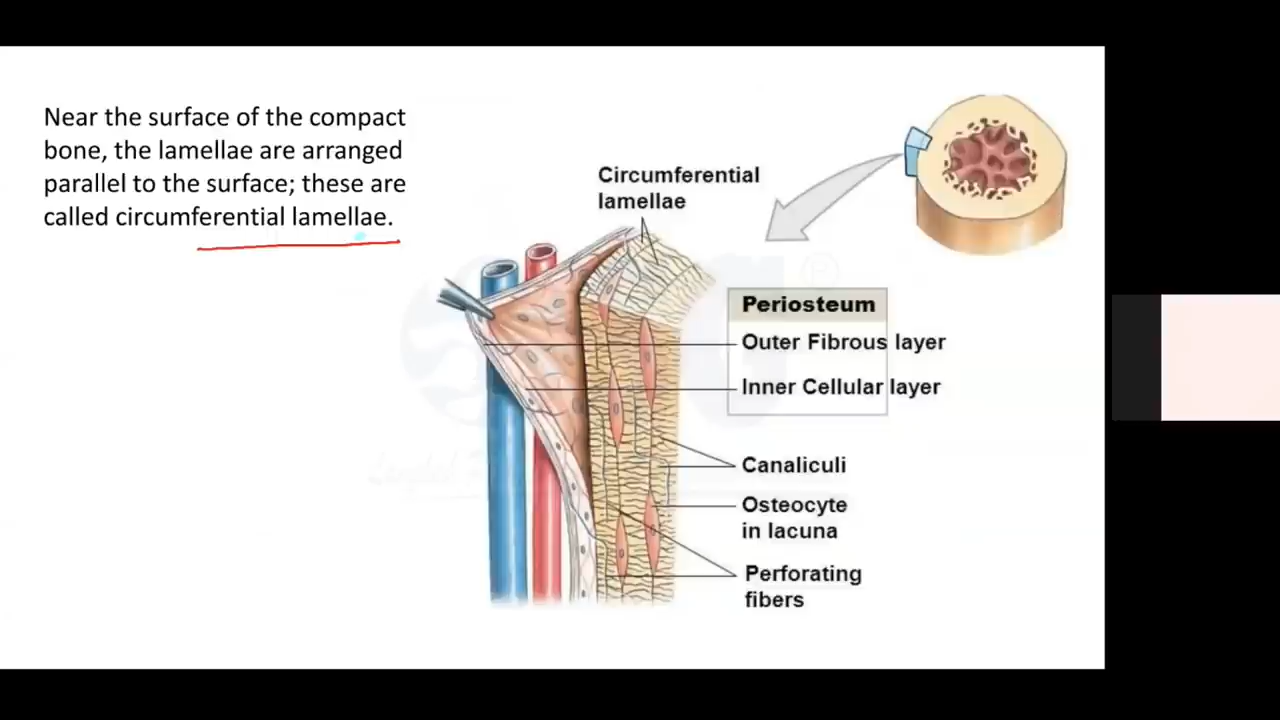 Near the surface of the compact
bone, the lamellae are arranged
parallel to the surface; these are
called circumferential lamellae.
Circumferential
lamellae
Periosteum
Outer Fibrous layer
Inner Cellular layer
Canaliculi
Osteocyte
in lacuna
Perforating
fibers